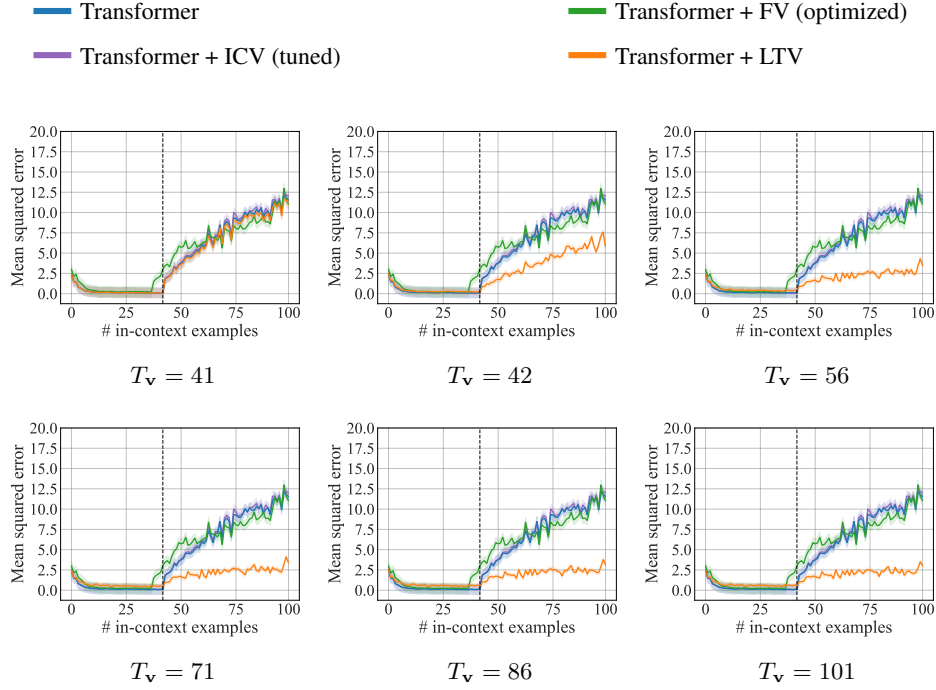 Transformer
Transformer + FV (optimized)
Transformer + ICV (tuned)
Transformer + LTV
Mean squared error
20.0
17.5
15.0
12.5
10.0
7.5
5.0
2.5
0.0
0 25 50 75 100
# in-context examples
T_v = 41
Mean squared error
20.0
17.5
15.0
12.5
10.0
7.5
5.0
2.5
0.0
0 25 50 75 100
# in-context examples
T_v = 42
Mean squared error
20.0
17.5
15.0
12.5
10.0
7.5
5.0
2.5
0.0
0 25 50 75 100
# in-context examples
T_v = 56
Mean squared error
20.0
17.5
15.0
12.5
10.0
7.5
5.0
2.5
0.0
0 25 50 75 100
# in-context examples
T_v = 71
Mean squared error
20.0
17.5
15.0
12.5
10.0
7.5
5.0
2.5
0.0
0 25 50 75 100
# in-context examples
T_v = 86
Mean squared error
20.0
17.5
15.0
12.5
10.0
7.5
5.0
2.5
0.0
0 25 50 75 100
# in-context examples
T_v = 101